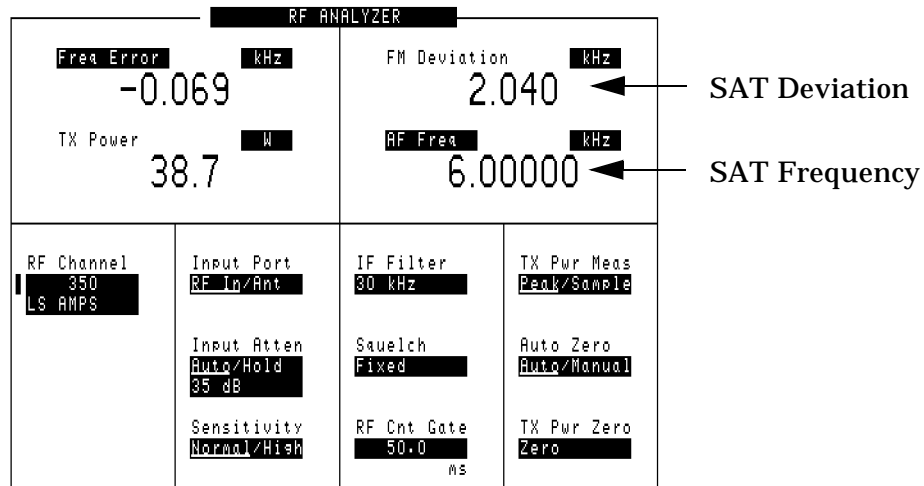 RF ANALYZER
Freq Error kHz
-0.069
TX Power W
38.7
FM Deviation kHz
2.040
AF Freq kHz
6.00000
SAT Deviation
SAT Frequency
RF Channel
350
LS AMPS
Input Port
RF In/Ant
Input Atten
Auto/Hold
35 dB
Sensitivity
Normal/High
IF Filter
30 kHz
Squelch
Fixed
RF Cnt Gate
50.0
ms
TX Pwr Meas
Peak/Sample
Auto Zero
Auto/Manual
TX Pwr Zero
Zero